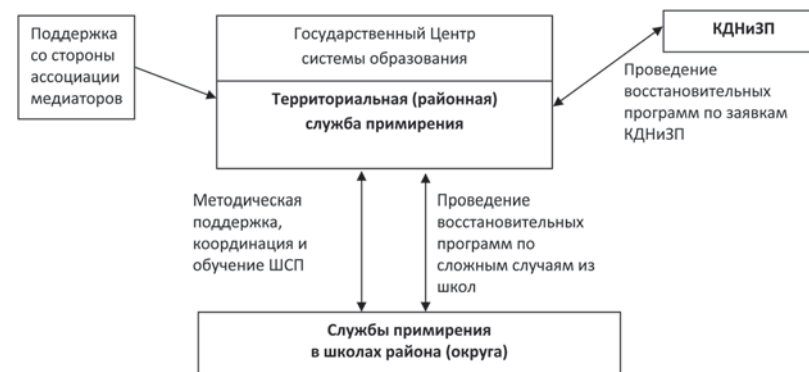 Поддержка
со стороны
ассоциации
медиаторов
Государственный Центр
системы образования
Территориальная (районная)
служба примирения
КДНиЗП
Проведение
восстановительных
программ по заявкам
КДНиЗП
Методическая
поддержка,
координация и
обучение ШСП
Проведение
восстановительных
программ по
сложным случаям из
школ
Службы примирения
в школах района (округа)